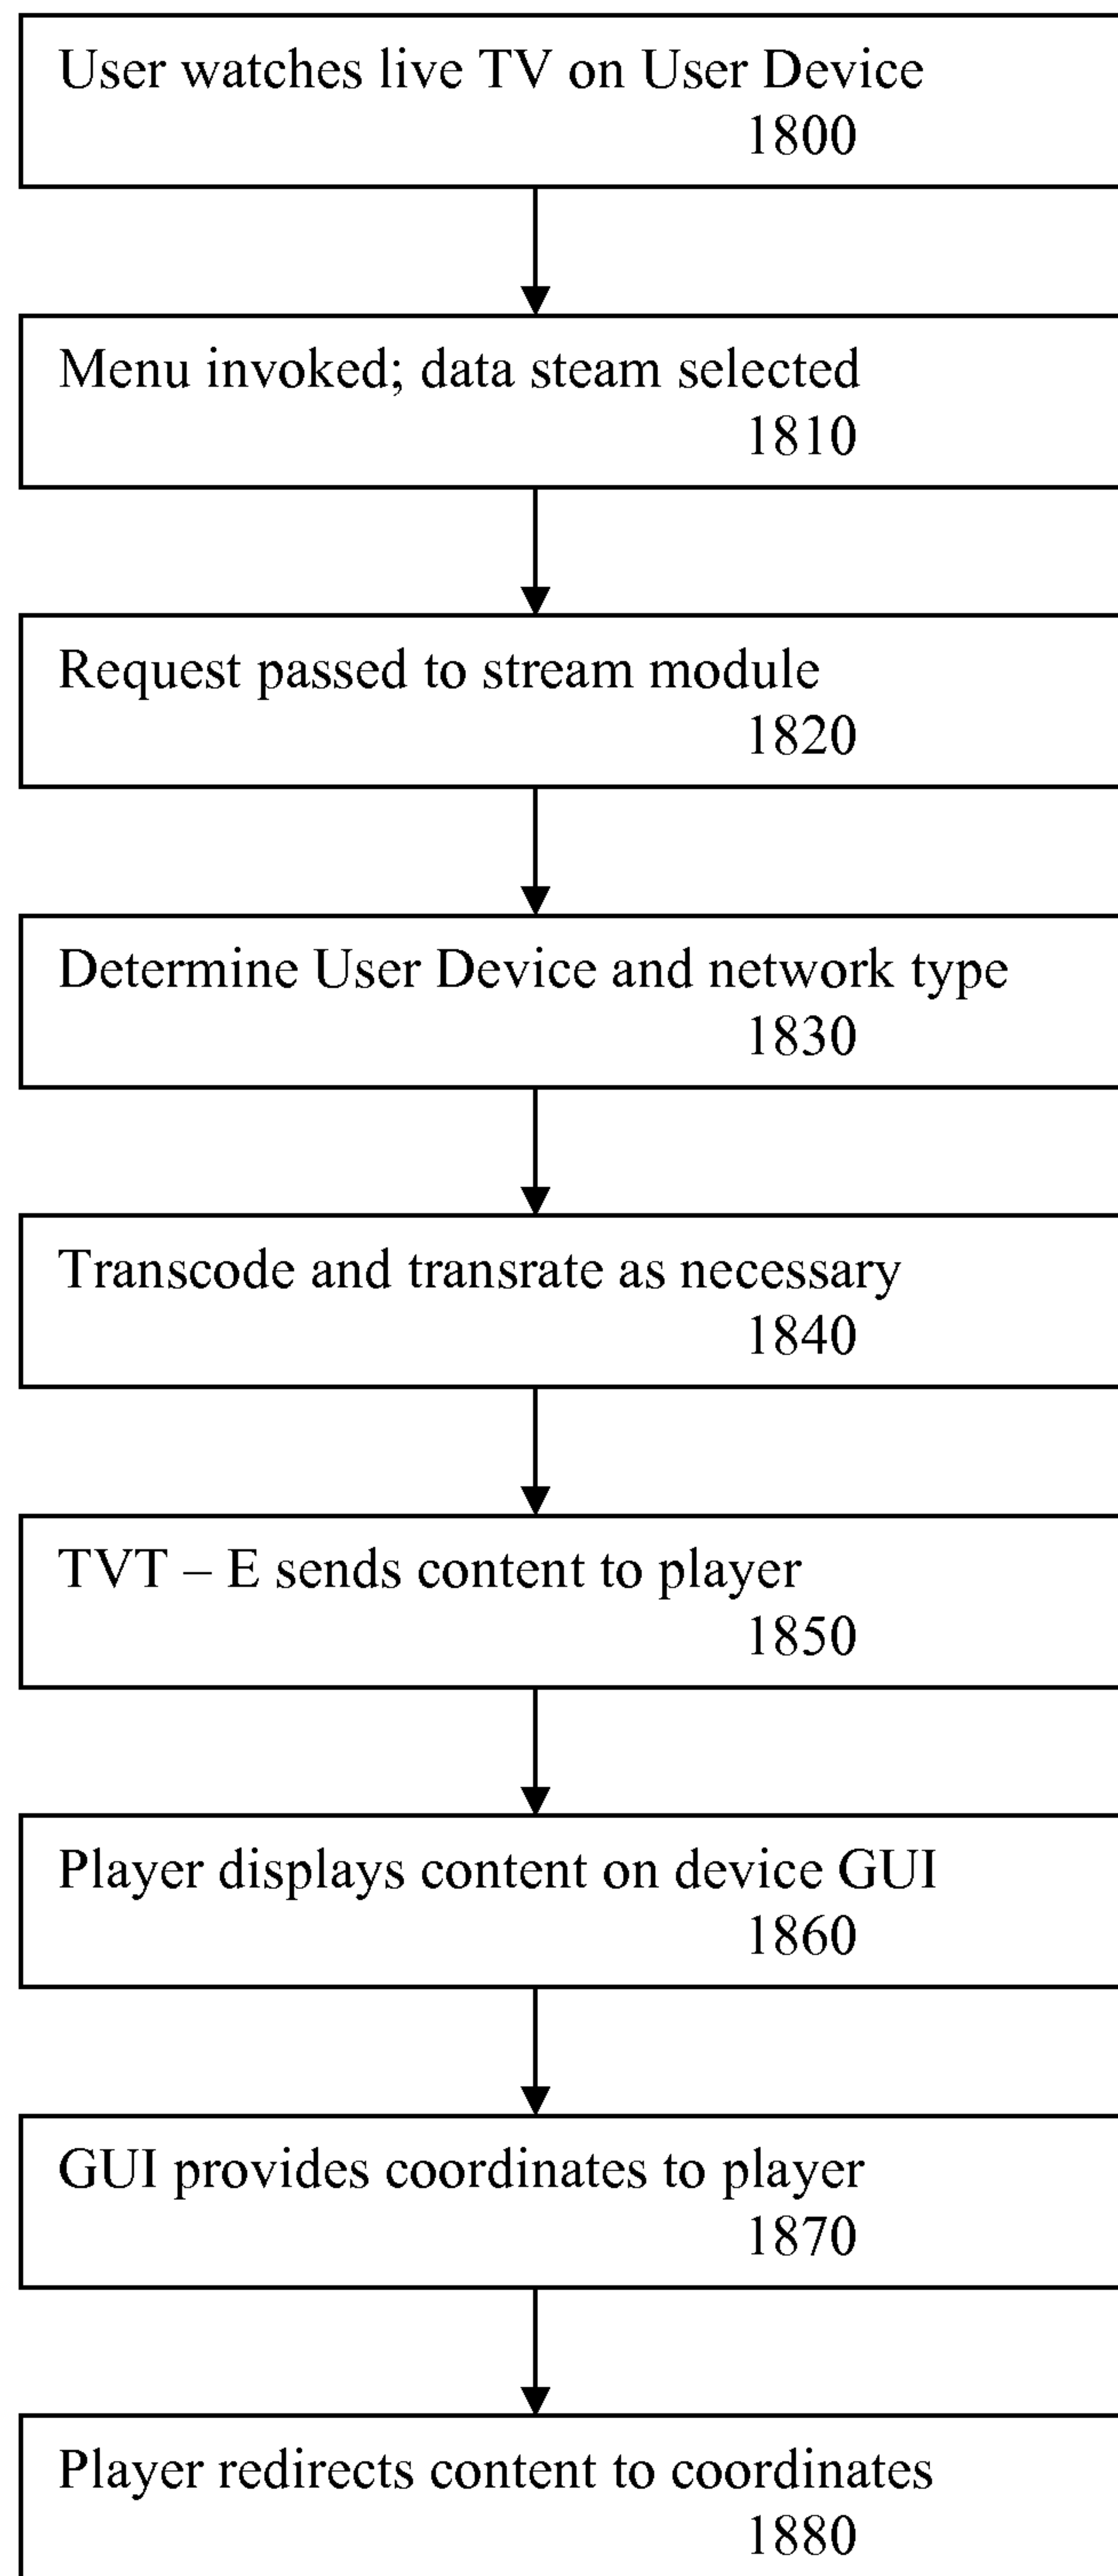 User watches live TV on User Device
1800
Menu invoked; data steam selected
1810
Request passed to stream module
1820
Determine User Device and network type
1830
Transcode and transrate as necessary
1840
TVT – E sends content to player
1850
Player displays content on device GUI
1860
GUI provides coordinates to player
1870
Player redirects content to coordinates
1880